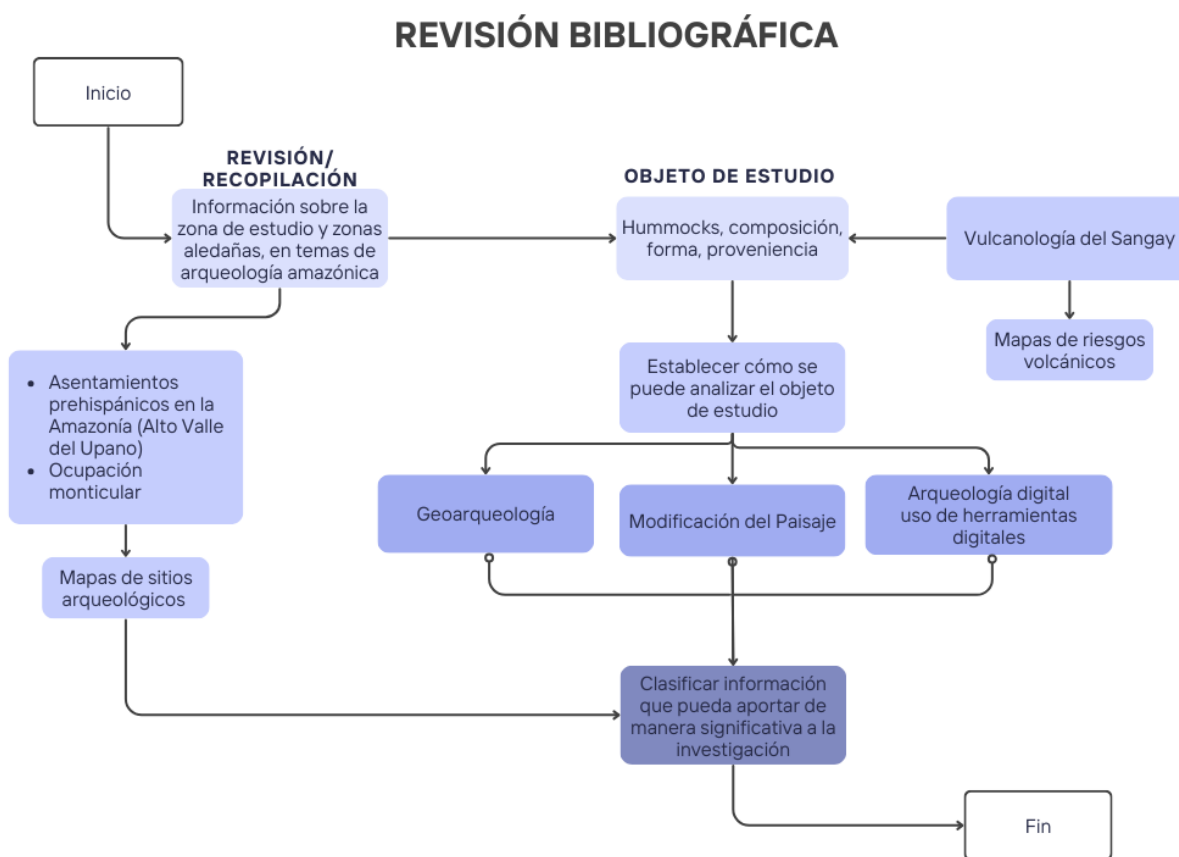 REVISIÓN BIBLIOGRÁFICA
Inicio
REVISIÓN/
RECOPILACIÓN
Información sobre la
zona de estudio y zonas
aledañas, en temas de
arqueología amazónica
OBJETO DE ESTUDIO
Hummocks, composición,
forma, proveniencia
Vulcanología del Sangay
Mapas de riesgos
volcánicos
Establecer cómo se
puede analizar el objeto
de estudio
• Asentamientos
prehispánicos en la
Amazonía (Alto Valle
del Upano)
• Ocupación
monticular
Geoarqueología
Modificación del Paisaje
Arqueología digital
uso de herramientas
digitales
Mapas de sitios
arqueológicos
Clasificar información
que pueda aportar de
manera significativa a la
investigación
Fin